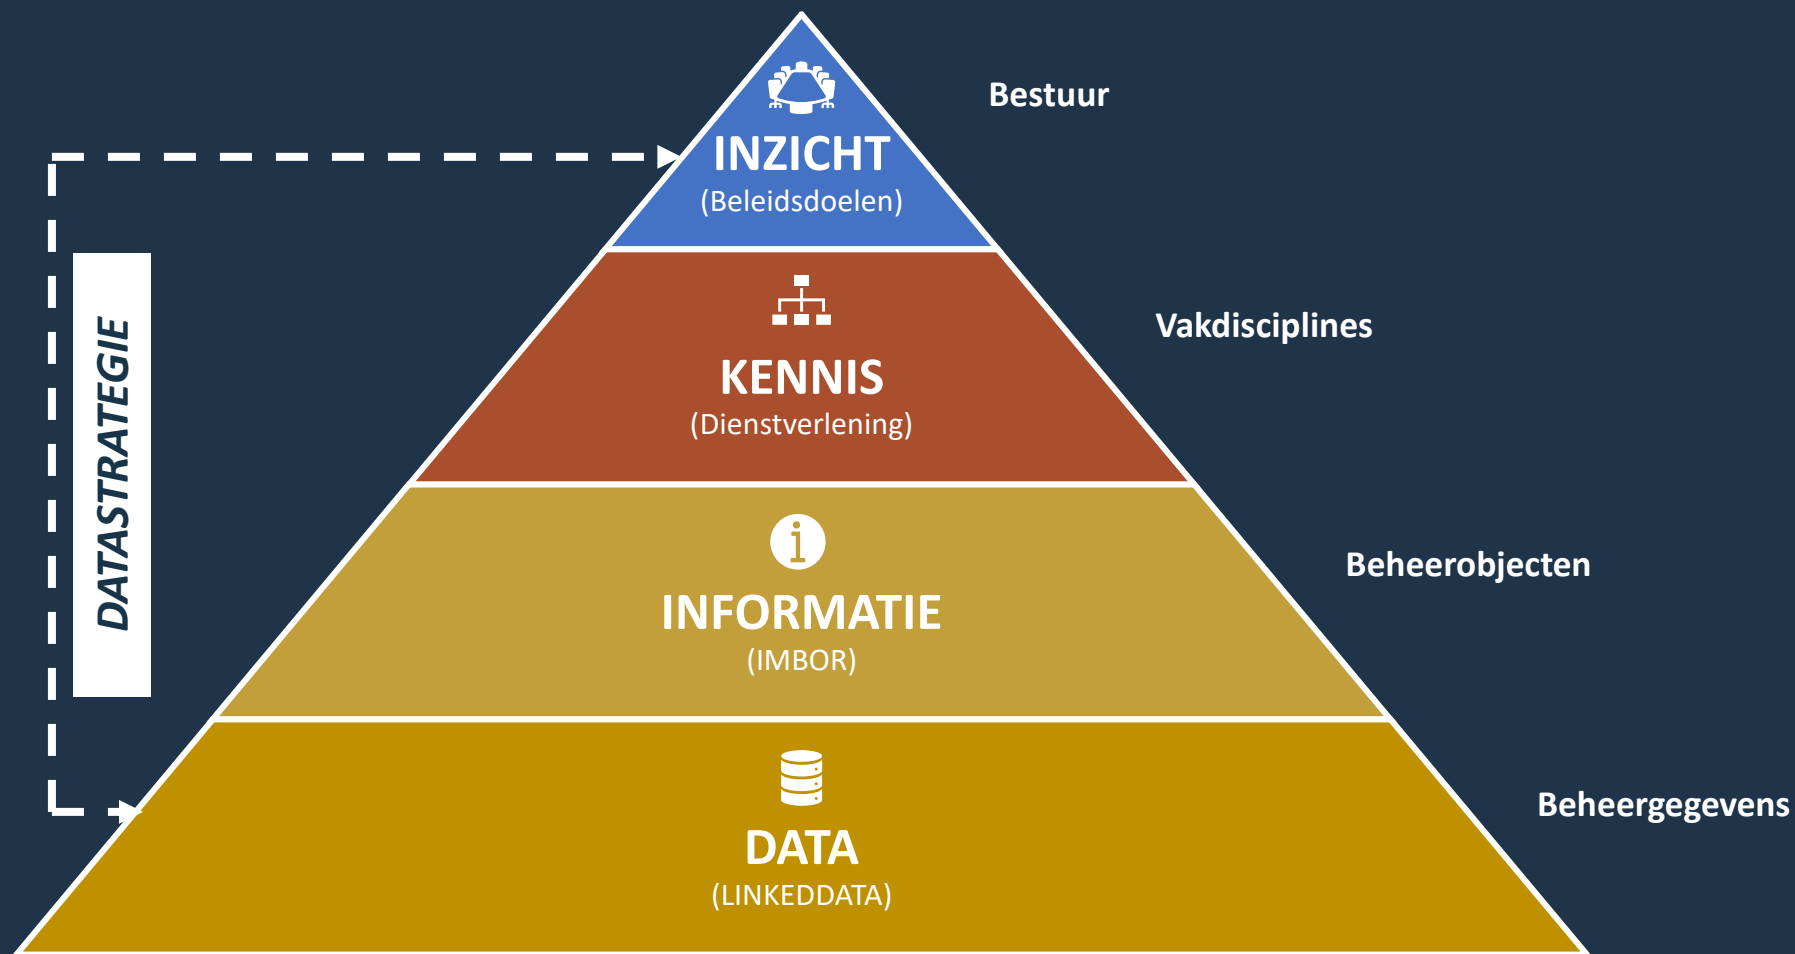 Bestuur
INZICHT
(Beleidsdoelen)
Vakdisciplines
KENNIS
(Dienstverlening)
DATASTRATEGIE
Beheerobjecten
INFORMATIE
(IMBOR)
Beheergegevens
DATA
(LINKEDDATA)